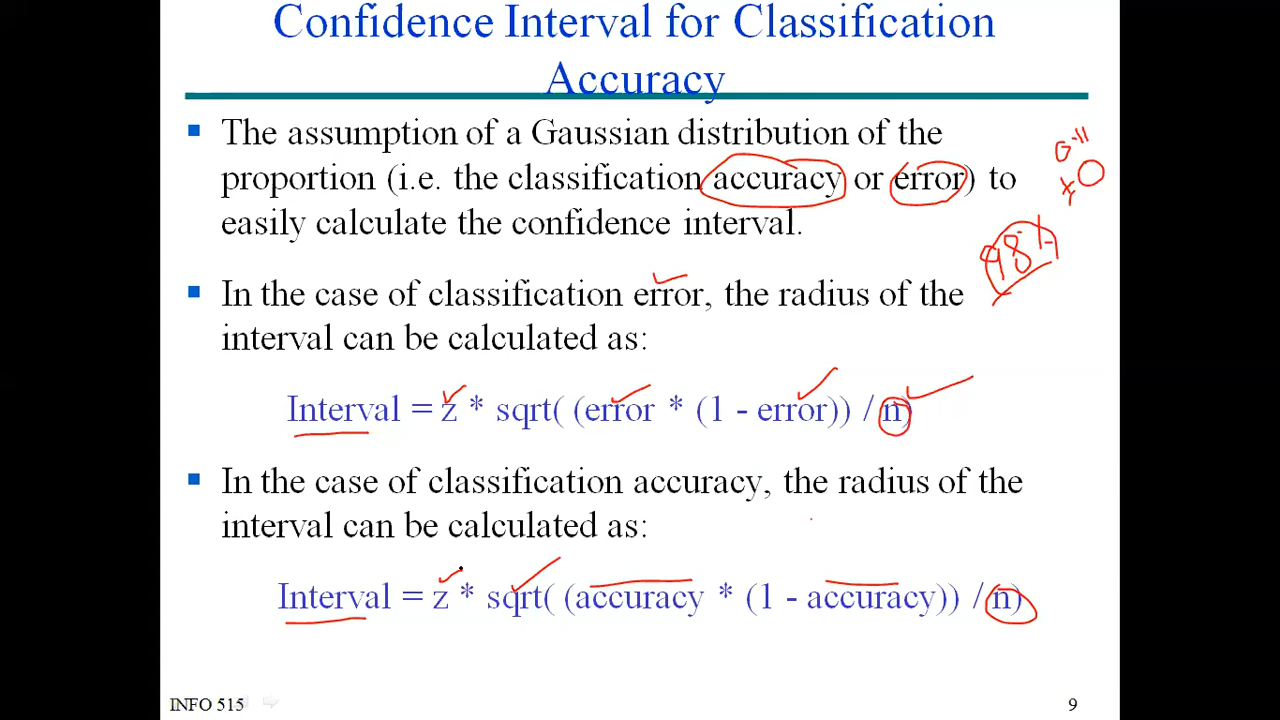 Confidence Interval for Classification
Accuracy
The assumption of a Gaussian distribution of the
proportion (i.e. the classification accuracy or error) to
easily calculate the confidence interval.
98%
In the case of classification error, the radius of the
interval can be calculated as:
Interval = z * sqrt( (error * (1 - error)) / n)
In the case of classification accuracy, the radius of the
interval can be calculated as:
Interval = z * sqrt( (accuracy * (1 - accuracy)) / n)
INFO 515
9